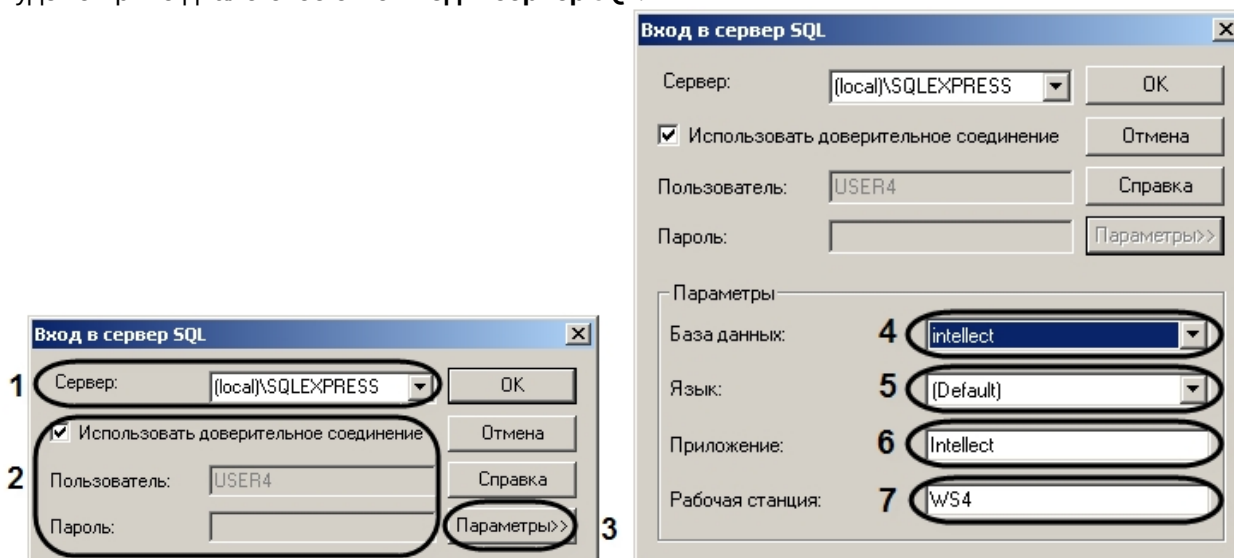 Вход в сервер SQL
Сервер: (local)\SQLEXPRESS OK
Использовать доверительное соединение Отмена
Пользователь: USER4 Справка
Пароль: Параметры>>
Параметры
База данных: 4 intellect
Язык: 5 (Default)
Приложение: 6 Intellect
Рабочая станция: 7 WS4
Вход в сервер SQL
1 Сервер: (local)\SQLEXPRESS OK
Использовать доверительное соединение Отмена
2 Пользователь: USER4 Справка
Пароль: Параметры>> 3